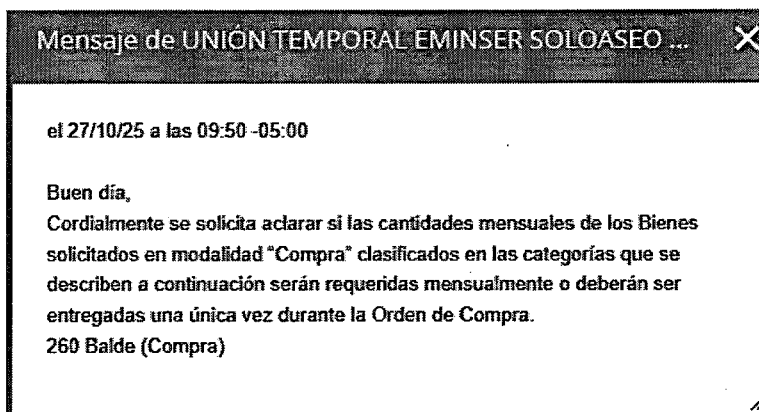 Mensaje de UNIÓN TEMPORAL EMINSER SOLOASEO ...
el 27/10/25 a las 09:50 -05:00
Buen día,
Cordialmente se solicita aclarar si las cantidades mensuales de los Bienes
solicitados en modalidad "Compra" clasificados en las categorías que se
describen a continuación serán requeridas mensualmente o deberán ser
entregadas una única vez durante la Orden de Compra.
260 Balde (Compra)